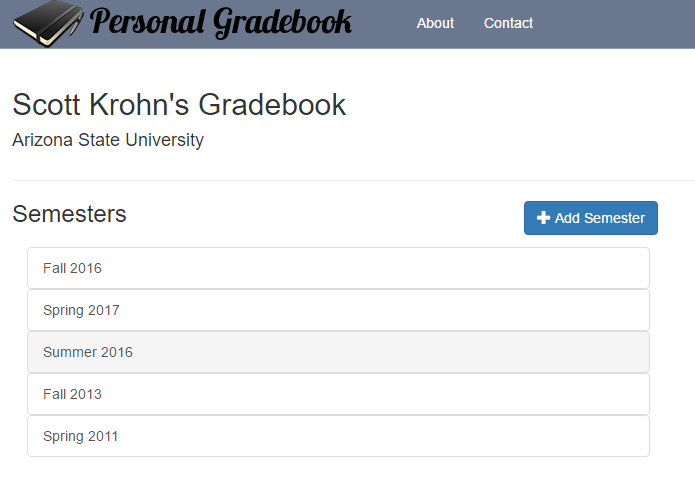 Personal Gradebook About Contact
Scott Krohn's Gradebook
Arizona State University
Semesters
Add Semester
Fall 2016
Spring 2017
Summer 2016
Fall 2013
Spring 2011